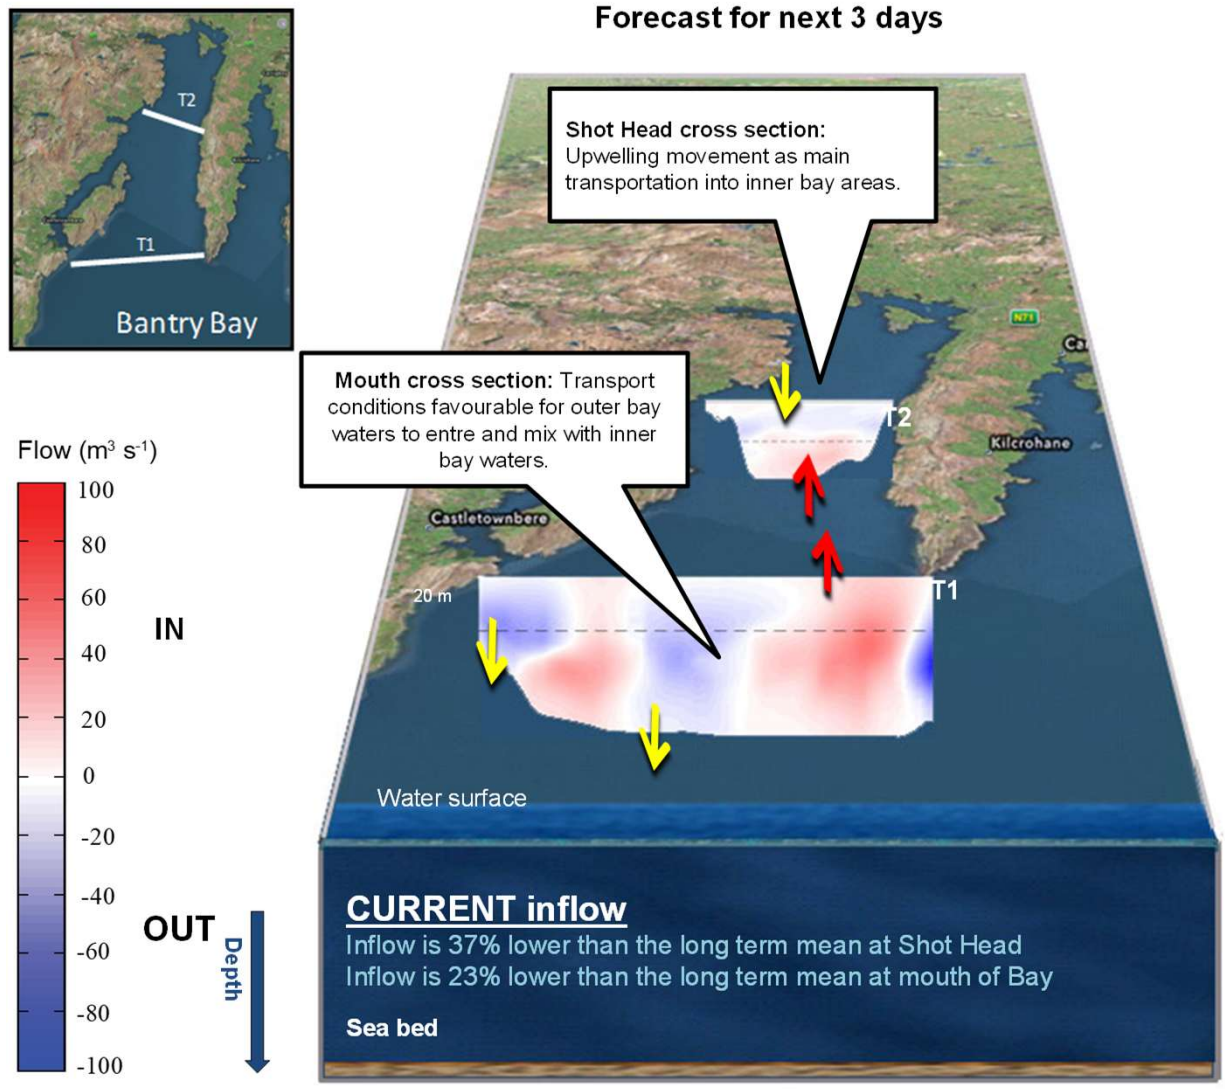 Forecast for next 3 days
T2
T1
Bantry Bay
Shot Head cross section:
Upwelling movement as main
transportation into inner bay areas.
N71
Mouth cross section: Transport
conditions favourable for outer bay
waters to entre and mix with inner
bay waters.
T2
Kilcrohane
Castletownbere
20 m
T1
Flow (m³ s⁻¹)
100
80
60
40
20
0
-20
-40
-60
-80
-100
IN
OUT
Depth
Water surface
CURRENT inflow
Inflow is 37% lower than the long term mean at Shot Head
Inflow is 23% lower than the long term mean at mouth of Bay
Sea bed